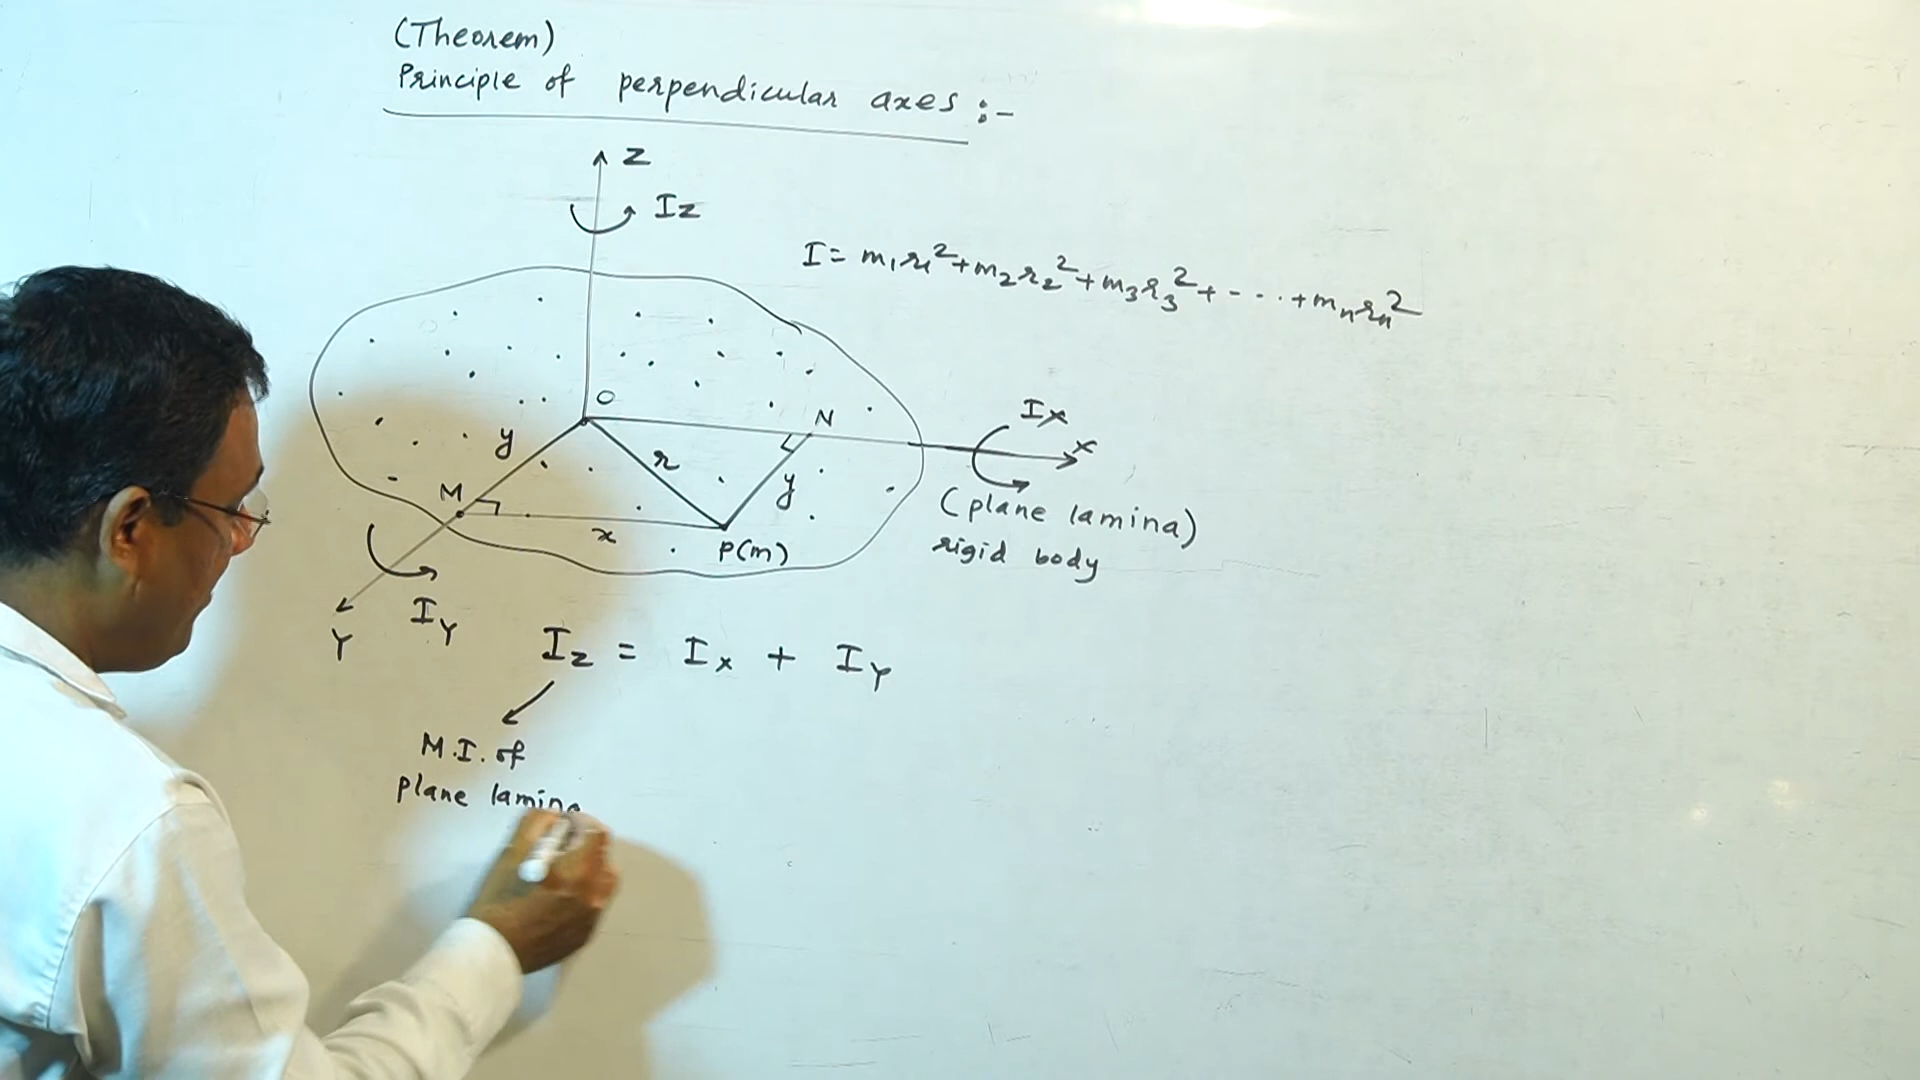 (Theorem)
Principle of perpendicular axes :-
Z
Iz
I = m₁r₁² + m₂r₂² + m₃r₃² + - - - · + mₙrₙ²
O
N
Ix
x
y
r
M
y
(plane lamina)
x
P(m)
rigid body
Y
IY
Iz = Ix + IY
M.I. of
plane lamina